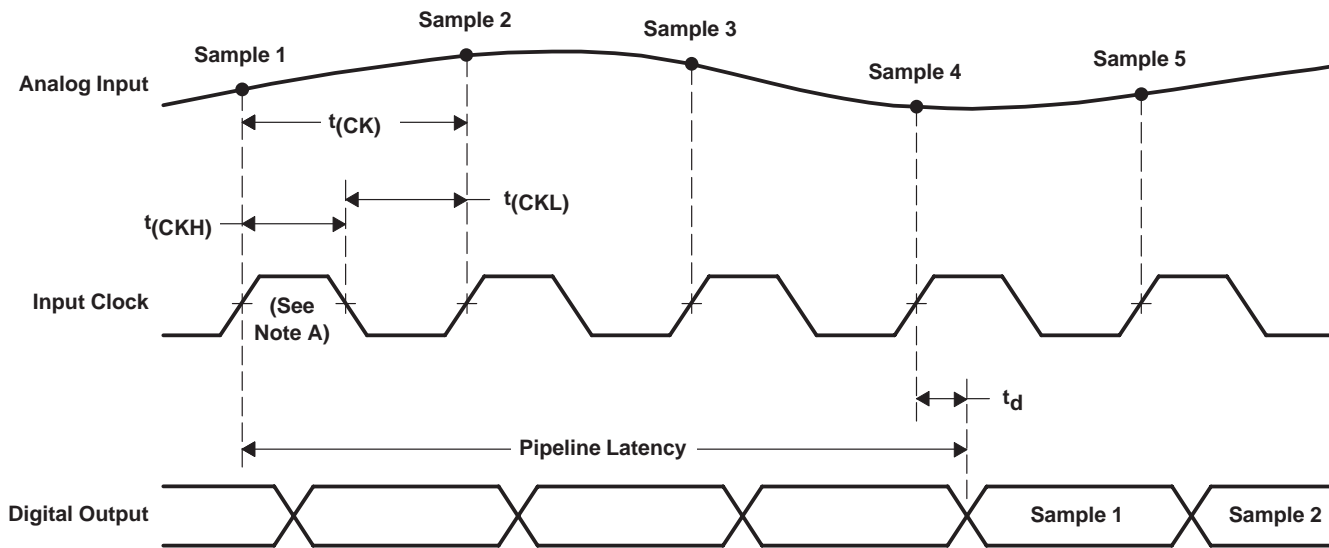 Sample 1
Sample 2
Sample 3
Sample 4
Sample 5
Analog Input
t(CK)
t(CKL)
t(CKH)
Input Clock
(See
Note A)
td
Pipeline Latency
Digital Output
Sample 1
Sample 2